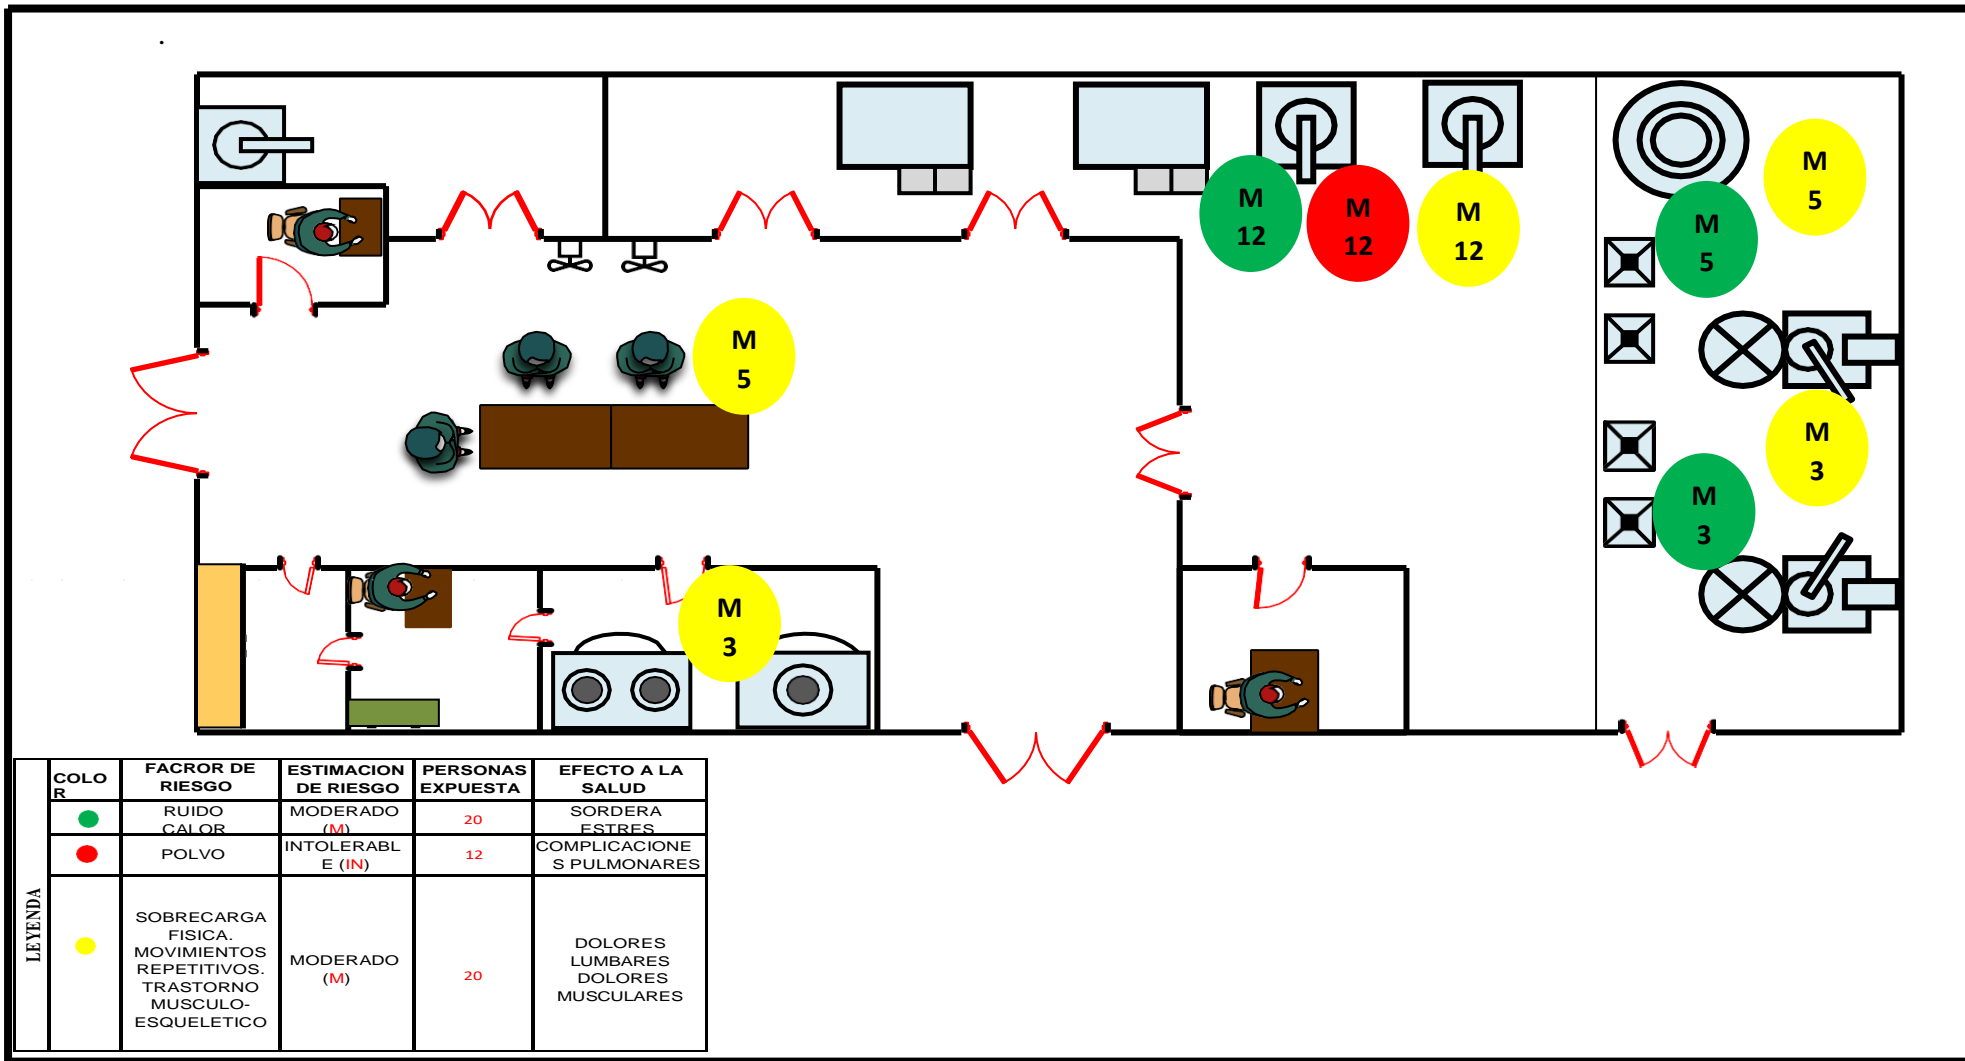 M
12
M
12
M
12
M
5
M
5
M
5
M
3
M
3
M
3
LEYENDA
COLO
R
FACROR DE
RIESGO
ESTIMACION
DE RIESGO
PERSONAS
EXPUESTA
EFECTO A LA
SALUD
RUIDO
CALOR
MODERADO
(M)
20
SORDERA
ESTRES
POLVO
INTOLERABL
E (IN)
12
COMPLICACIONE
S PULMONARES
SOBRECARGA
FISICA.
MOVIMIENTOS
REPETITIVOS.
TRASTORNO
MUSCULO-
ESQUELETICO
MODERADO
(M)
20
DOLORES
LUMBARES
DOLORES
MUSCULARES